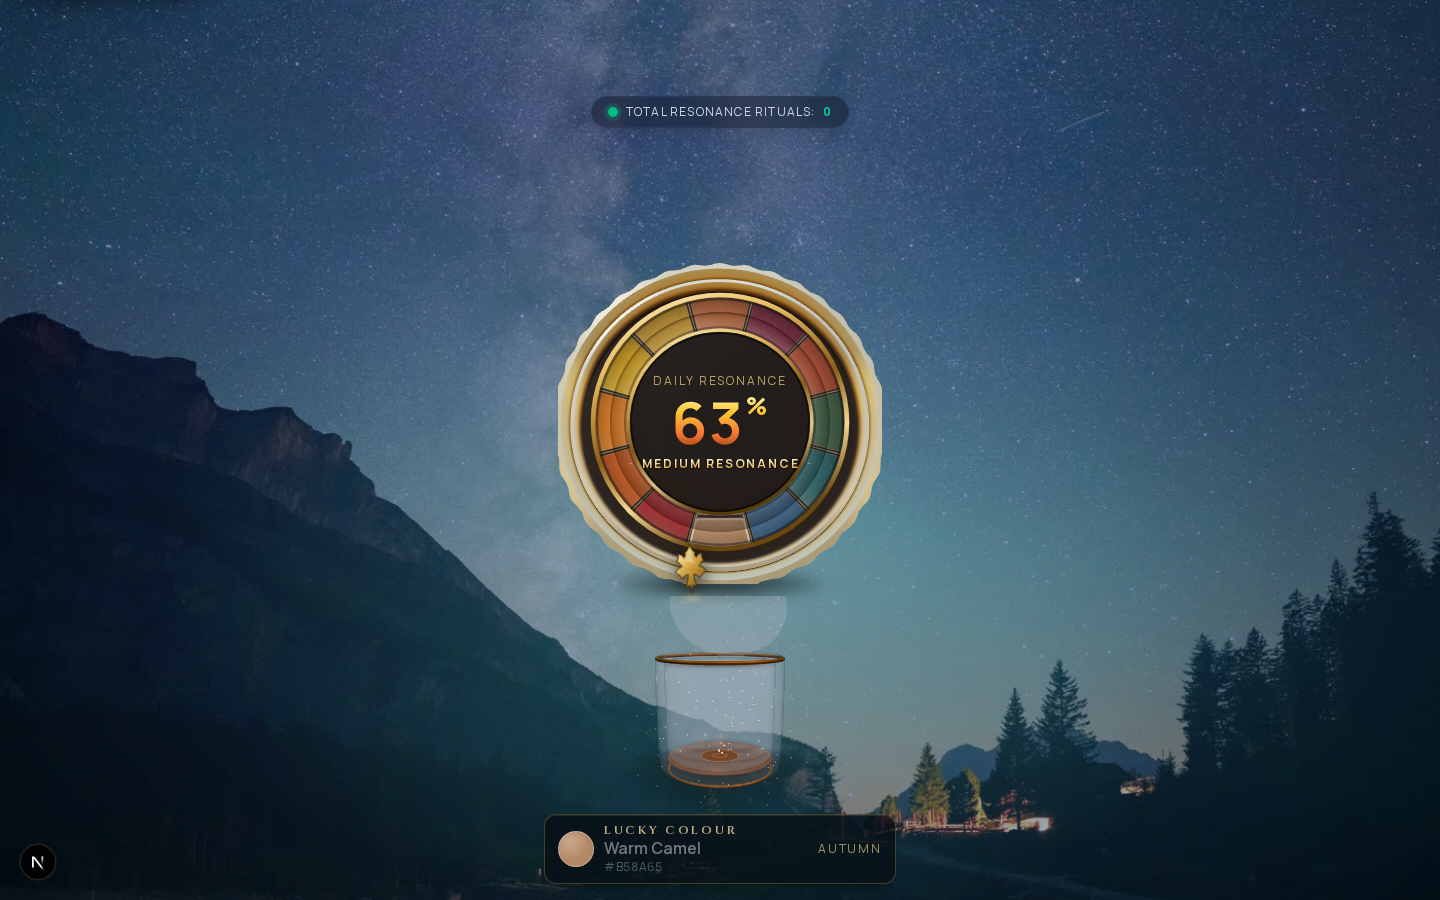 TOTAL RESONANCE RITUALS: 0
DAILY RESONANCE
63%
MEDIUM RESONANCE
LUCKY COLOUR
Warm Camel
#B58A65
AUTUMN
N